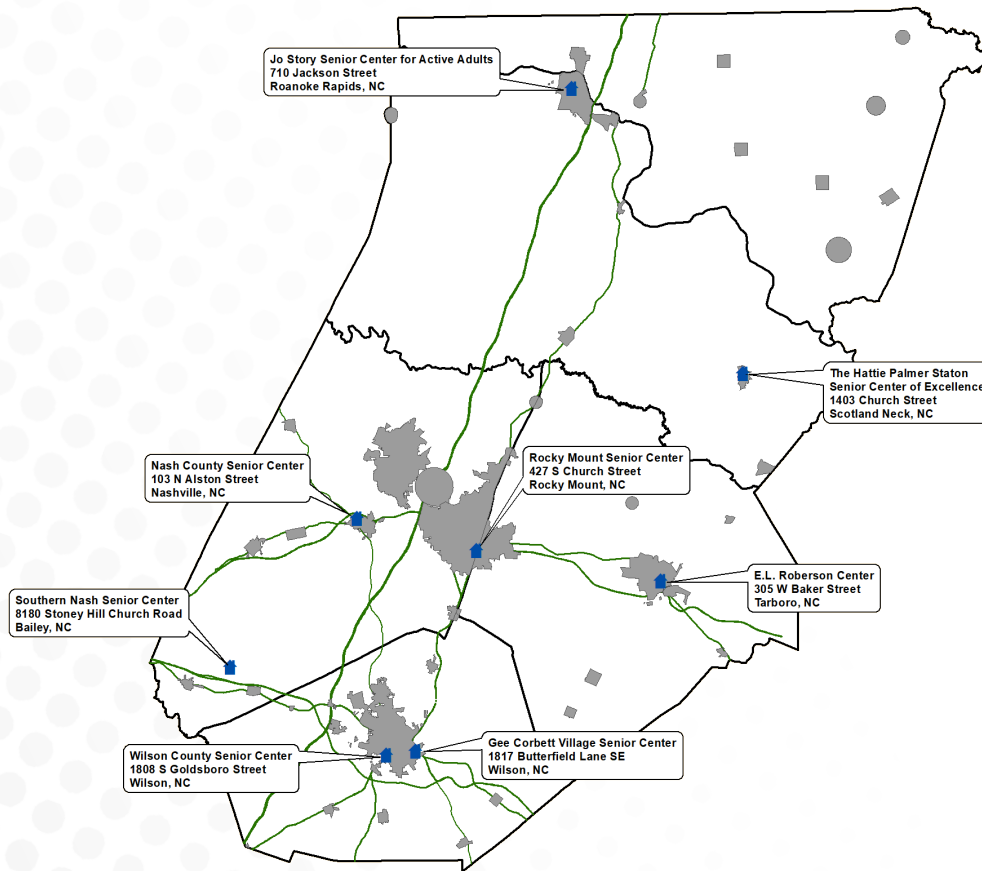 Jo Story Senior Center for Active Adults
710 Jackson Street
Roanoke Rapids, NC
The Hattie Palmer Staton
Senior Center of Excellence
1403 Church Street
Scotland Neck, NC
Nash County Senior Center
103 N Alston Street
Nashville, NC
Rocky Mount Senior Center
427 S Church Street
Rocky Mount, NC
E.L. Roberson Center
305 W Baker Street
Tarboro, NC
Southern Nash Senior Center
8180 Stoney Hill Church Road
Bailey, NC
Wilson County Senior Center
1808 S Goldsboro Street
Wilson, NC
Gee Corbett Village Senior Center
1817 Butterfield Lane SE
Wilson, NC